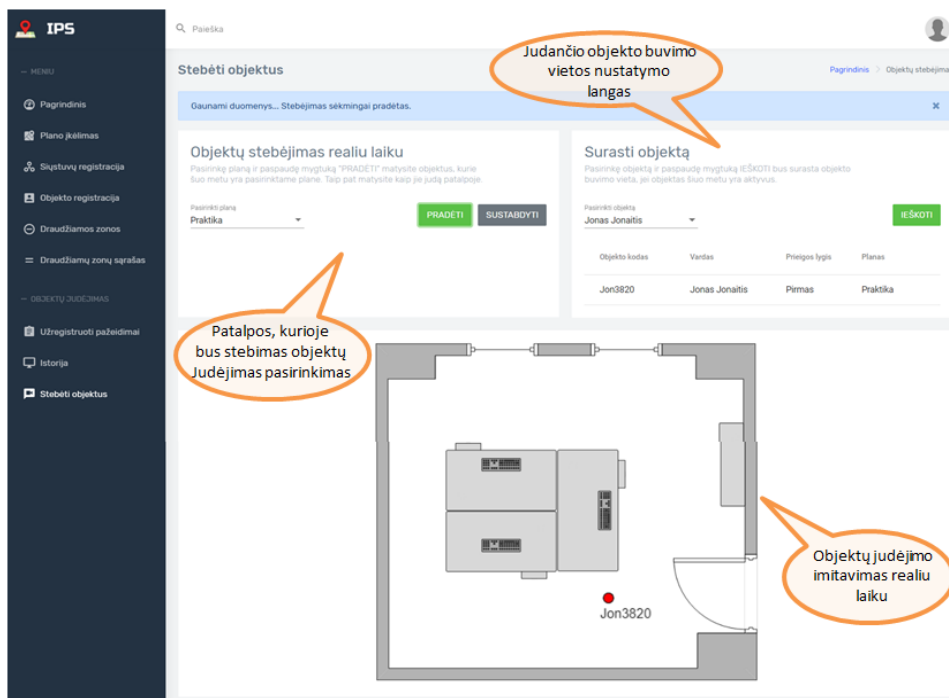 IPS
Paieška
— MENIU
Pagrindinis
Plano įkėlimas
Siųstuvų registracija
Objekto registracija
Draudžiamos zonos
Draudžiamų zonų sąrašas
— OBJEKTŲ JUDĖJIMAS
Užregistruoti pažeidimai
Istorija
Stebėti objektus
Stebėti objektus
Pagrindinis > Objektų stebėjimas
Judančio objekto buvimo
vietos nustatymo
langas
Gaunami duomenys... Stebėjimas sėkmingai pradėtas.
×
Objektų stebėjimas realiu laiku
Pasirinkę planą ir paspaudę mygtuką "PRADĖTI" matysite objektus, kurie
šuo metu yra pasirinktame plane. Taip pat matysite kaip jie judą patalpoje.
Pasirinkti planą
Praktika
PRADĖTI
SUSTABDYTI
Surasti objektą
Pasirinkę objektą ir paspaudę mygtuką IEŠKOTI bus surasta objekto
buvimo vieta, jei objektas šiuo metu yra aktyvus.
Pasirinkti objektą
Jonas Jonaitis
IEŠKOTI
Objekto kodas Vardas Prieigos lygis Planas
Jon3820 Jonas Jonaitis Pirmas Praktika
Patalpos, kurioje
bus stebimas objektų
Judėjimas pasirinkimas
Objektų judėjimo
imitavimas realiu
laiku
Jon3820